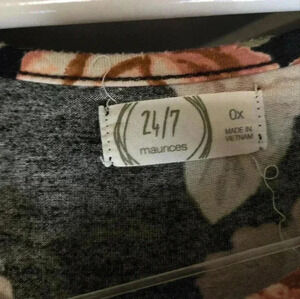 24/7
maurices
0x
MADE IN
VIETNAM